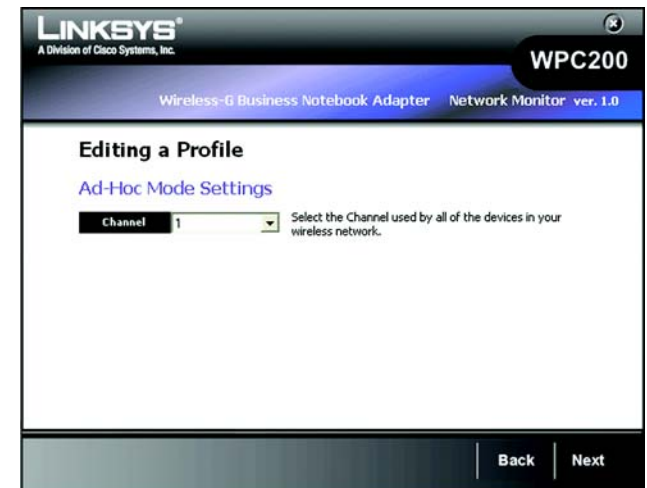 LINKSYS®
A Division of Cisco Systems, Inc.
WPC200
Wireless-G Business Notebook Adapter Network Monitor ver. 1.0
Editing a Profile
Ad-Hoc Mode Settings
Channel 1 Select the Channel used by all of the devices in your
wireless network.
Back Next